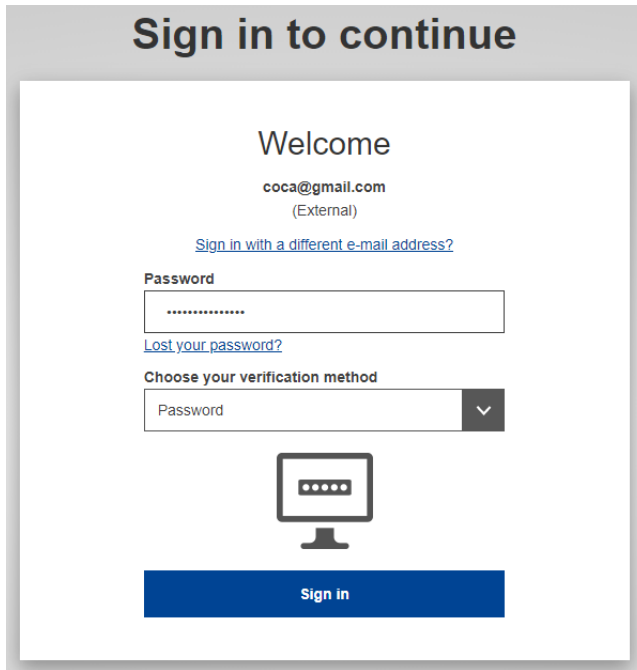 Sign in to continue
Welcome
coca@gmail.com
(External)
Sign in with a different e-mail address?
Password
•••••••••••••••
Lost your password?
Choose your verification method
Password
Sign in